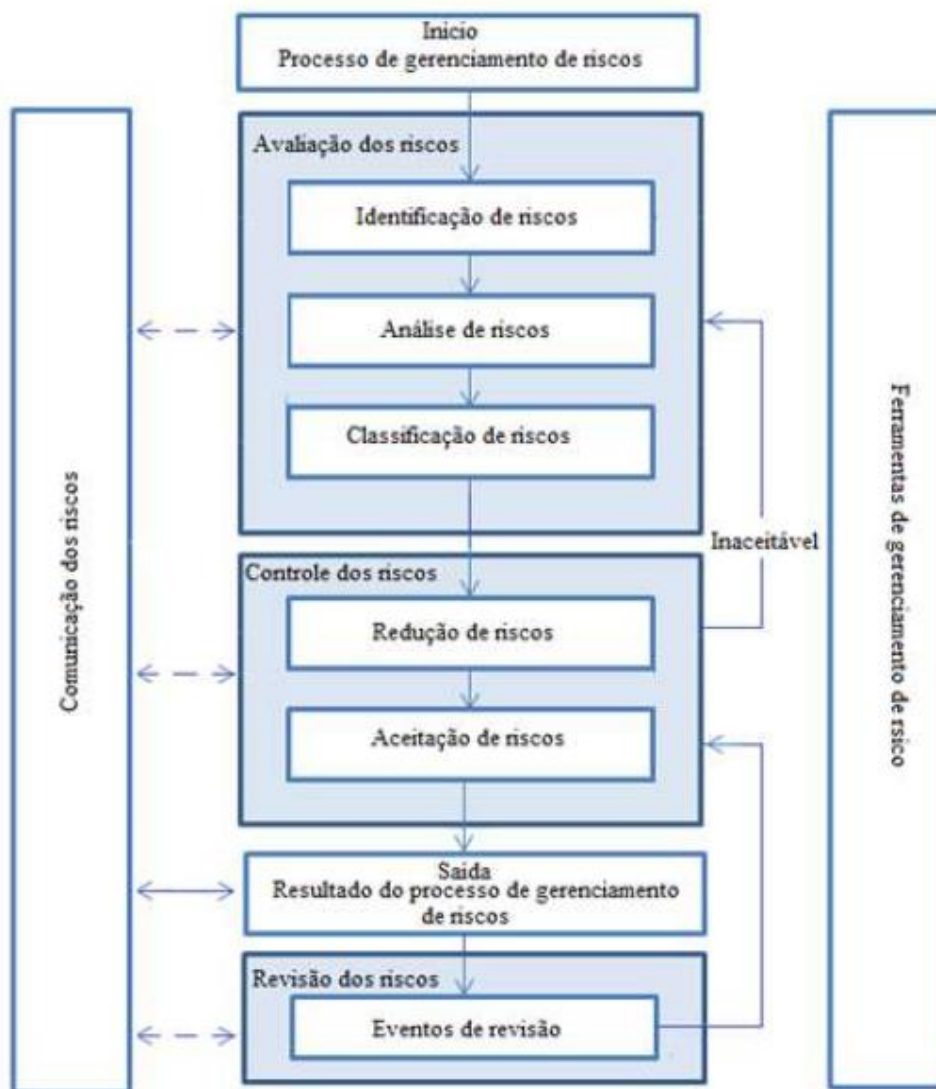 Inicio
Processo de gerenciamento de riscos
Avaliação dos riscos
Identificação de riscos
Análise de riscos
Classificação de riscos
Inaceitável
Controle dos riscos
Redução de riscos
Aceitação de riscos
Saida
Resultado do processo de gerenciamento
de riscos
Revisão dos riscos
Eventos de revisão
Comunicação dos riscos
Ferramentas de gerenciamento de rsico